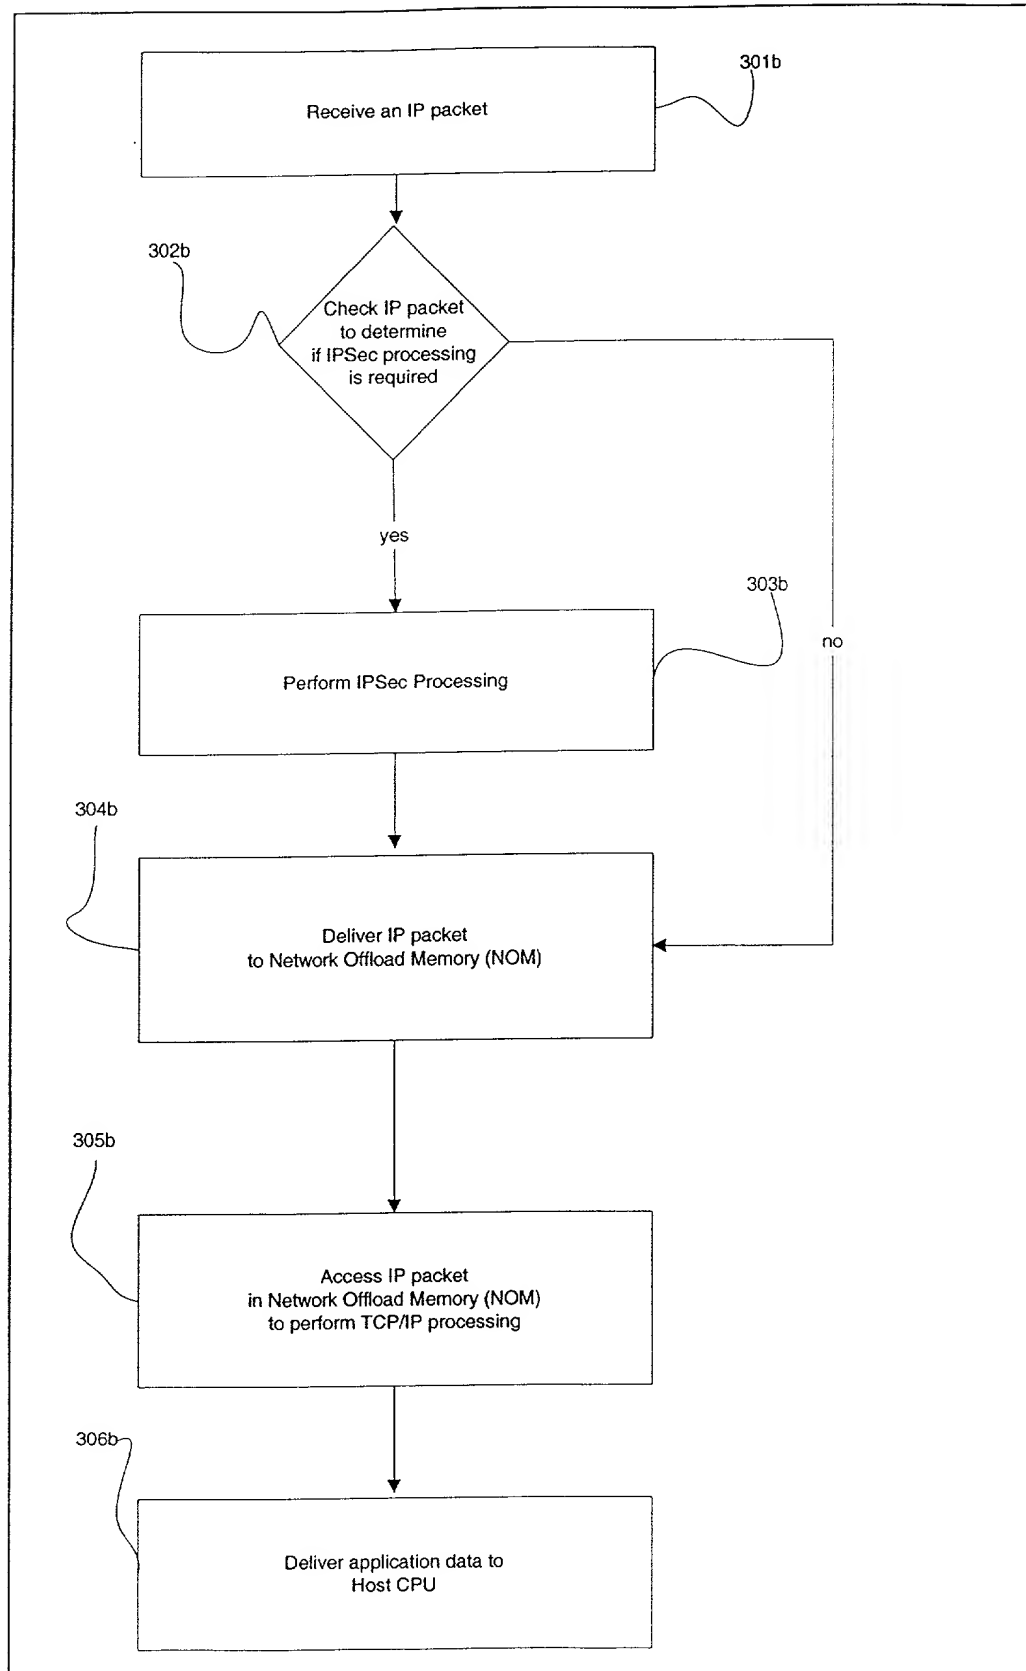 301b
Receive an IP packet
302b
Check IP packet
to determine
if IPSec processing
is required
yes
303b
no
Perform IPSec Processing
304b
Deliver IP packet
to Network Offload Memory (NOM)
305b
Access IP packet
in Network Offload Memory (NOM)
to perform TCP/IP processing
306b
Deliver application data to
Host CPU